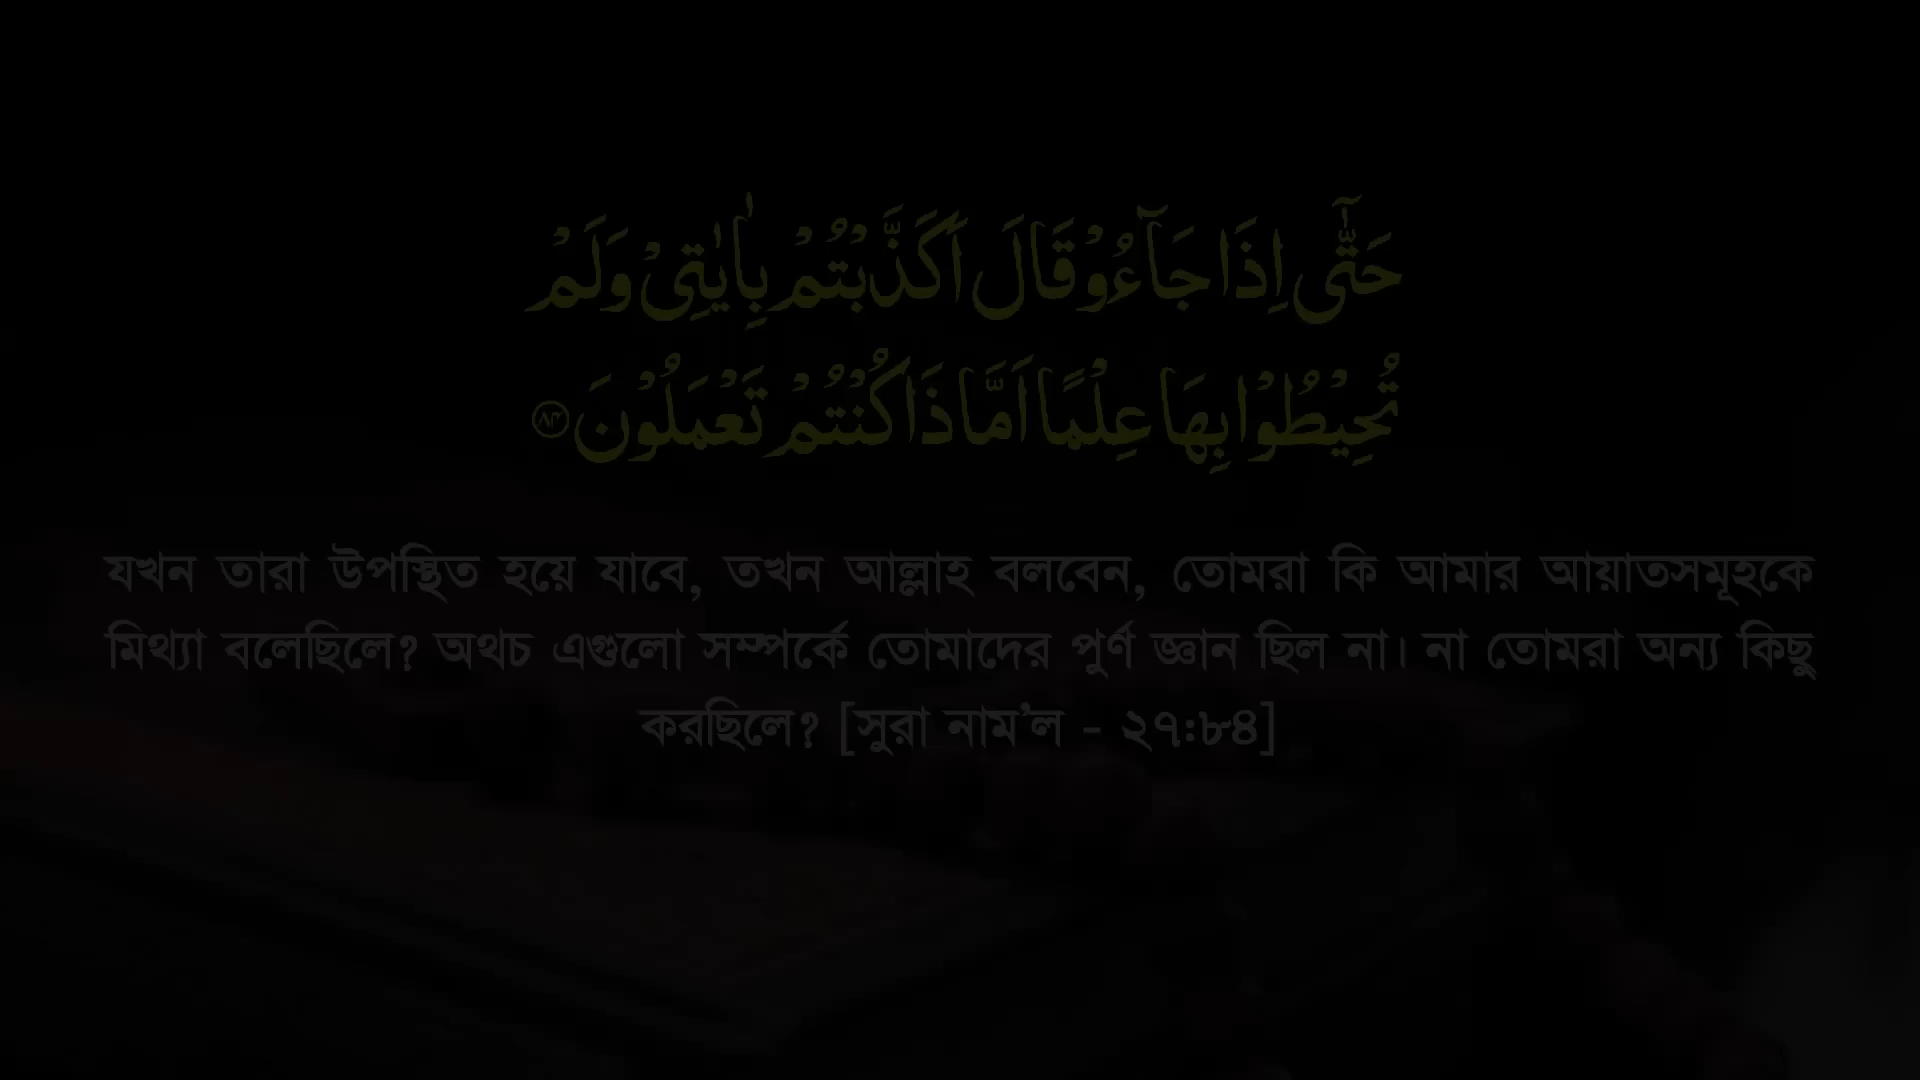 حَتّٰٓى اِذَا جَآءُوْ قَالَ اَكَذَّبْتُمْ بِاٰيٰتِىْ وَلَمْ
تُحِيْطُوْا بِهَا عِلْمًا اَمَّا ذَا كُنْتُمْ تَعْمَلُوْنَ ﴿۸۴﴾
যখন তারা উপস্থিত হয়ে যাবে, তখন আল্লাহ বলবেন, তোমরা কি আমার আয়াতসমূহকে
মিথ্যা বলেছিলে? অথচ এগুলো সম্পর্কে তোমাদের পুর্ণ জ্ঞান ছিল না। না তোমরা অন্য কিছু
করছিলে? [সুরা নাম’ল - ২৭:৮৪]